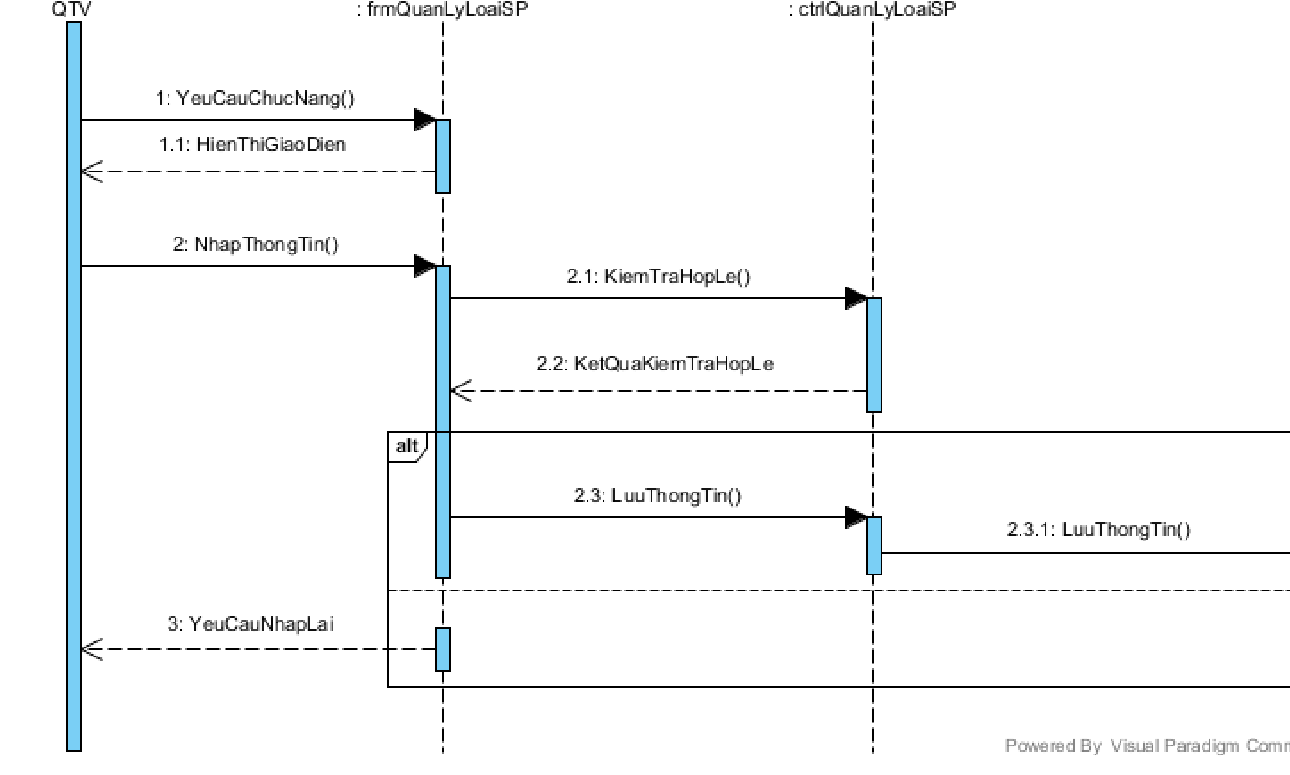 QTV
: frmQuanLyLoaiSP
: ctrlQuanLyLoaiSP
1: YeuCauChucNang()
1.1: HienThiGiaoDien
2: NhapThongTin()
2.1: KiemTraHopLe()
2.2: KetQuaKiemTraHopLe
alt
2.3: LuuThongTin()
2.3.1: LuuThongTin()
3: YeuCauNhapLai
Powered By Visual Paradigm Comm